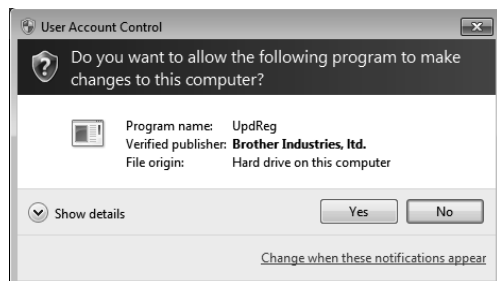 User Account Control
Do you want to allow the following program to make
changes to this computer?
Program name: UpdReg
Verified publisher: Brother Industries, ltd.
File origin: Hard drive on this computer
Show details
Yes No
Change when these notifications appear